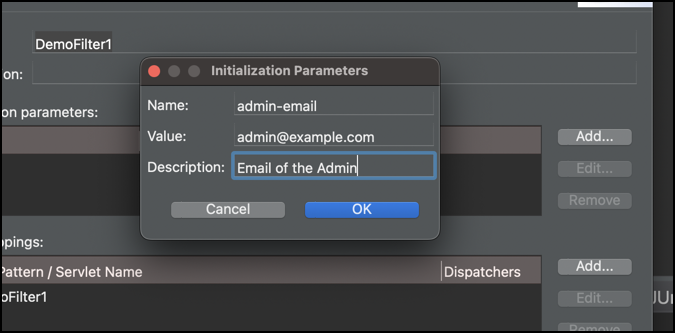 DemoFilter1
on:
Initialization Parameters
Name: admin-email
Value: admin@example.com
Description: Email of the Admin
Cancel OK
on parameters:
Add...
Edit...
Remove
ppings:
Pattern / Servlet Name Dispatchers
oFilter1
Add...
Edit...
Remove
JUn